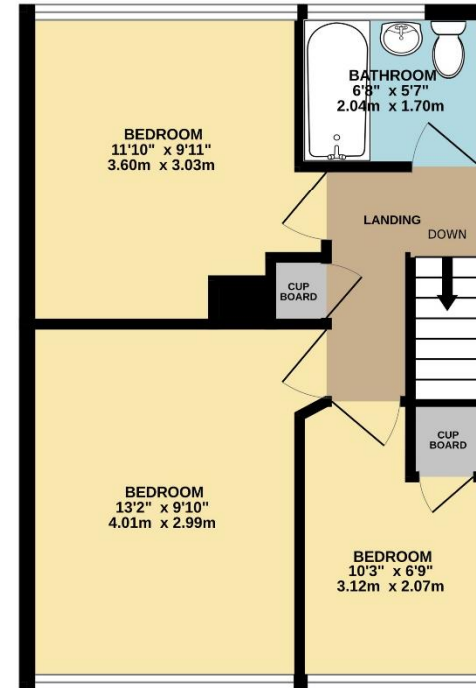 BEDROOM
11'10" x 9'11"
3.60m x 3.03m
BATHROOM
6'8" x 5'7"
2.04m x 1.70m
LANDING
DOWN
CUP
BOARD
BEDROOM
13'2" x 9'10"
4.01m x 2.99m
CUP
BOARD
BEDROOM
10'3" x 6'9"
3.12m x 2.07m